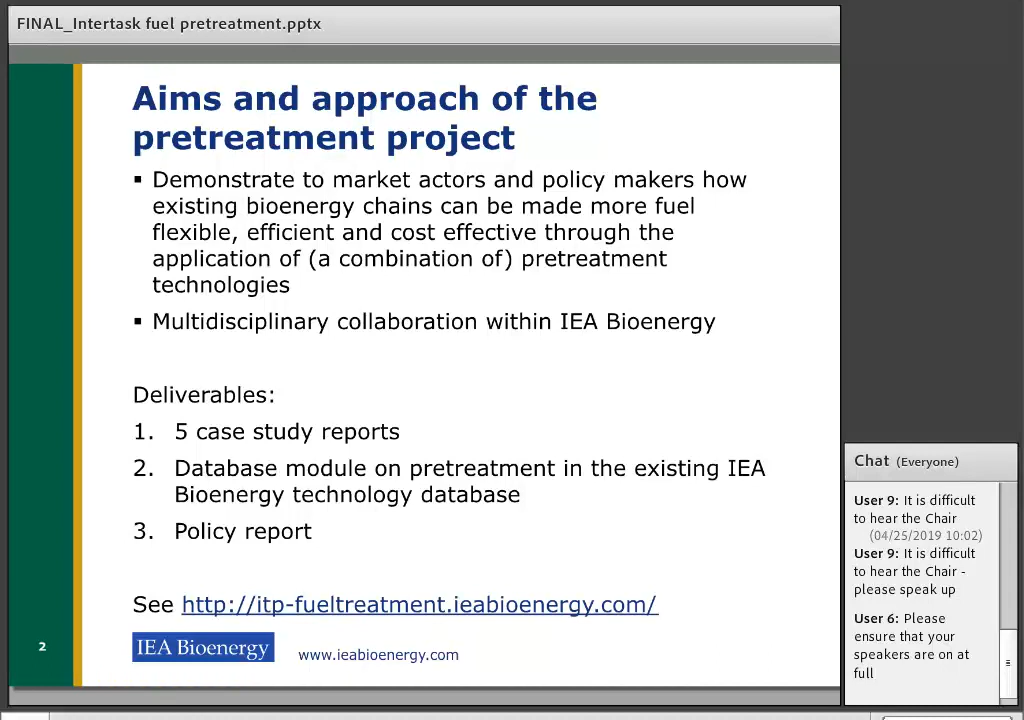 FINAL_Intertask fuel pretreatment.pptx
Aims and approach of the
pretreatment project
▪ Demonstrate to market actors and policy makers how
existing bioenergy chains can be made more fuel
flexible, efficient and cost effective through the
application of (a combination of) pretreatment
technologies
▪ Multidisciplinary collaboration within IEA Bioenergy
Deliverables:
1. 5 case study reports
2. Database module on pretreatment in the existing IEA
Bioenergy technology database
3. Policy report
See http://itp-fueltreatment.ieabioenergy.com/
2
IEA Bioenergy
www.ieabioenergy.com
Chat (Everyone)
User 9: It is difficult
to hear the Chair
(04/25/2019 10:02)
User 9: It is difficult
to hear the Chair -
please speak up
User 6: Please
ensure that your
speakers are on at
full